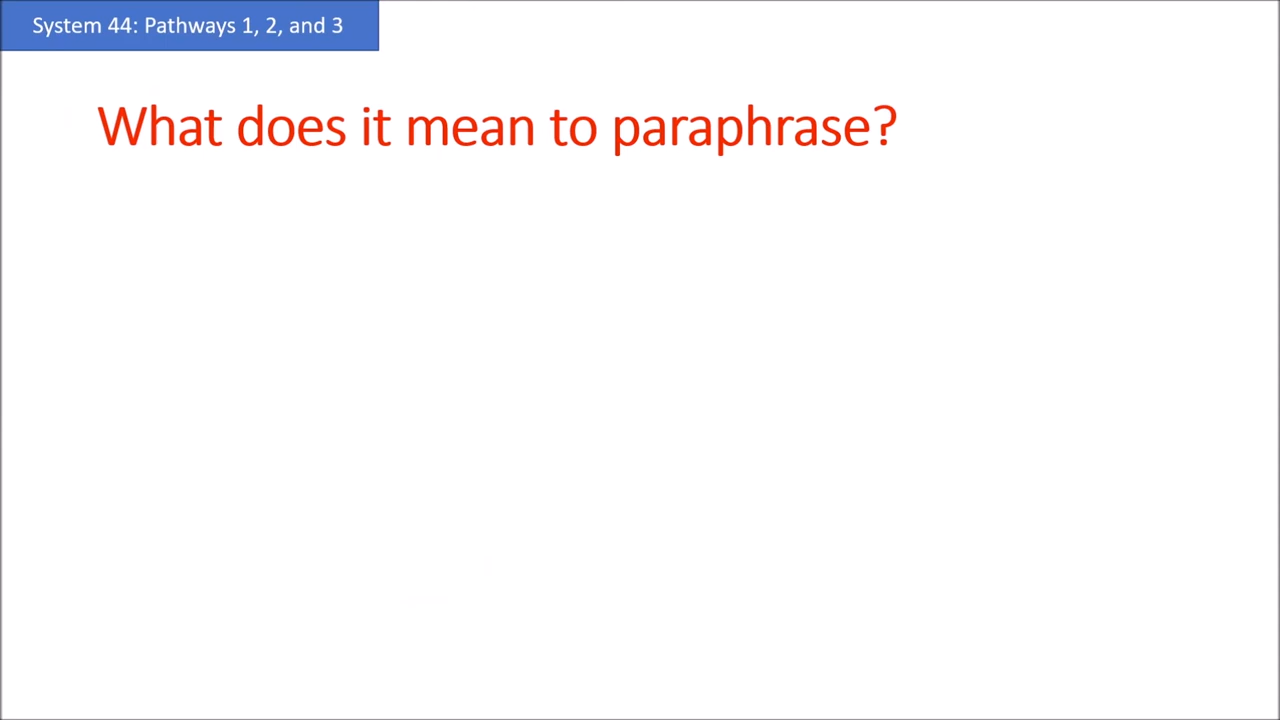 System 44: Pathways 1, 2, and 3
What does it mean to paraphrase?